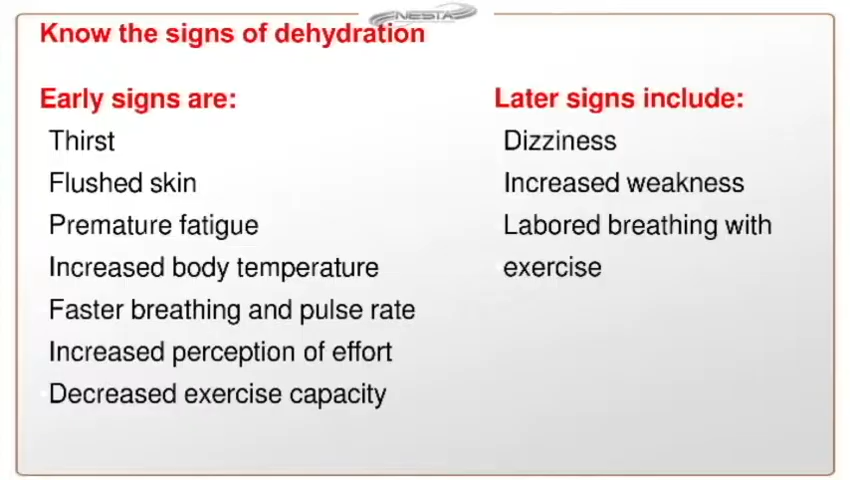 NESTA
Know the signs of dehydration
Early signs are:
Thirst
Flushed skin
Premature fatigue
Increased body temperature
Faster breathing and pulse rate
Increased perception of effort
Decreased exercise capacity
Later signs include:
Dizziness
Increased weakness
Labored breathing with
exercise